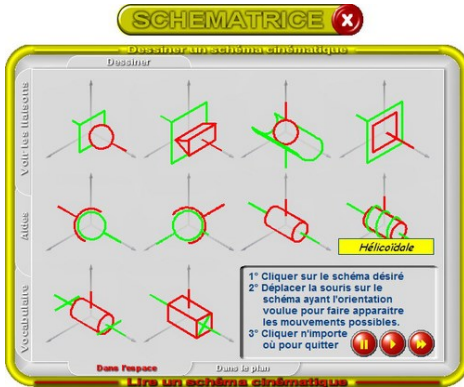 SCHEMATRICE
Dessiner un schéma cinématique
Dessiner
Voir les liaisons
Aides
Vocabulaire
Hélicoïdale
1° Cliquer sur le schéma désiré
2° Déplacer la souris sur le
schéma ayant l'orientation
voulue pour faire apparaitre
les mouvements possibles.
3° Cliquer n'importe
où pour quitter
Dans l'espace
Dans le plan
Lire un schéma cinématique